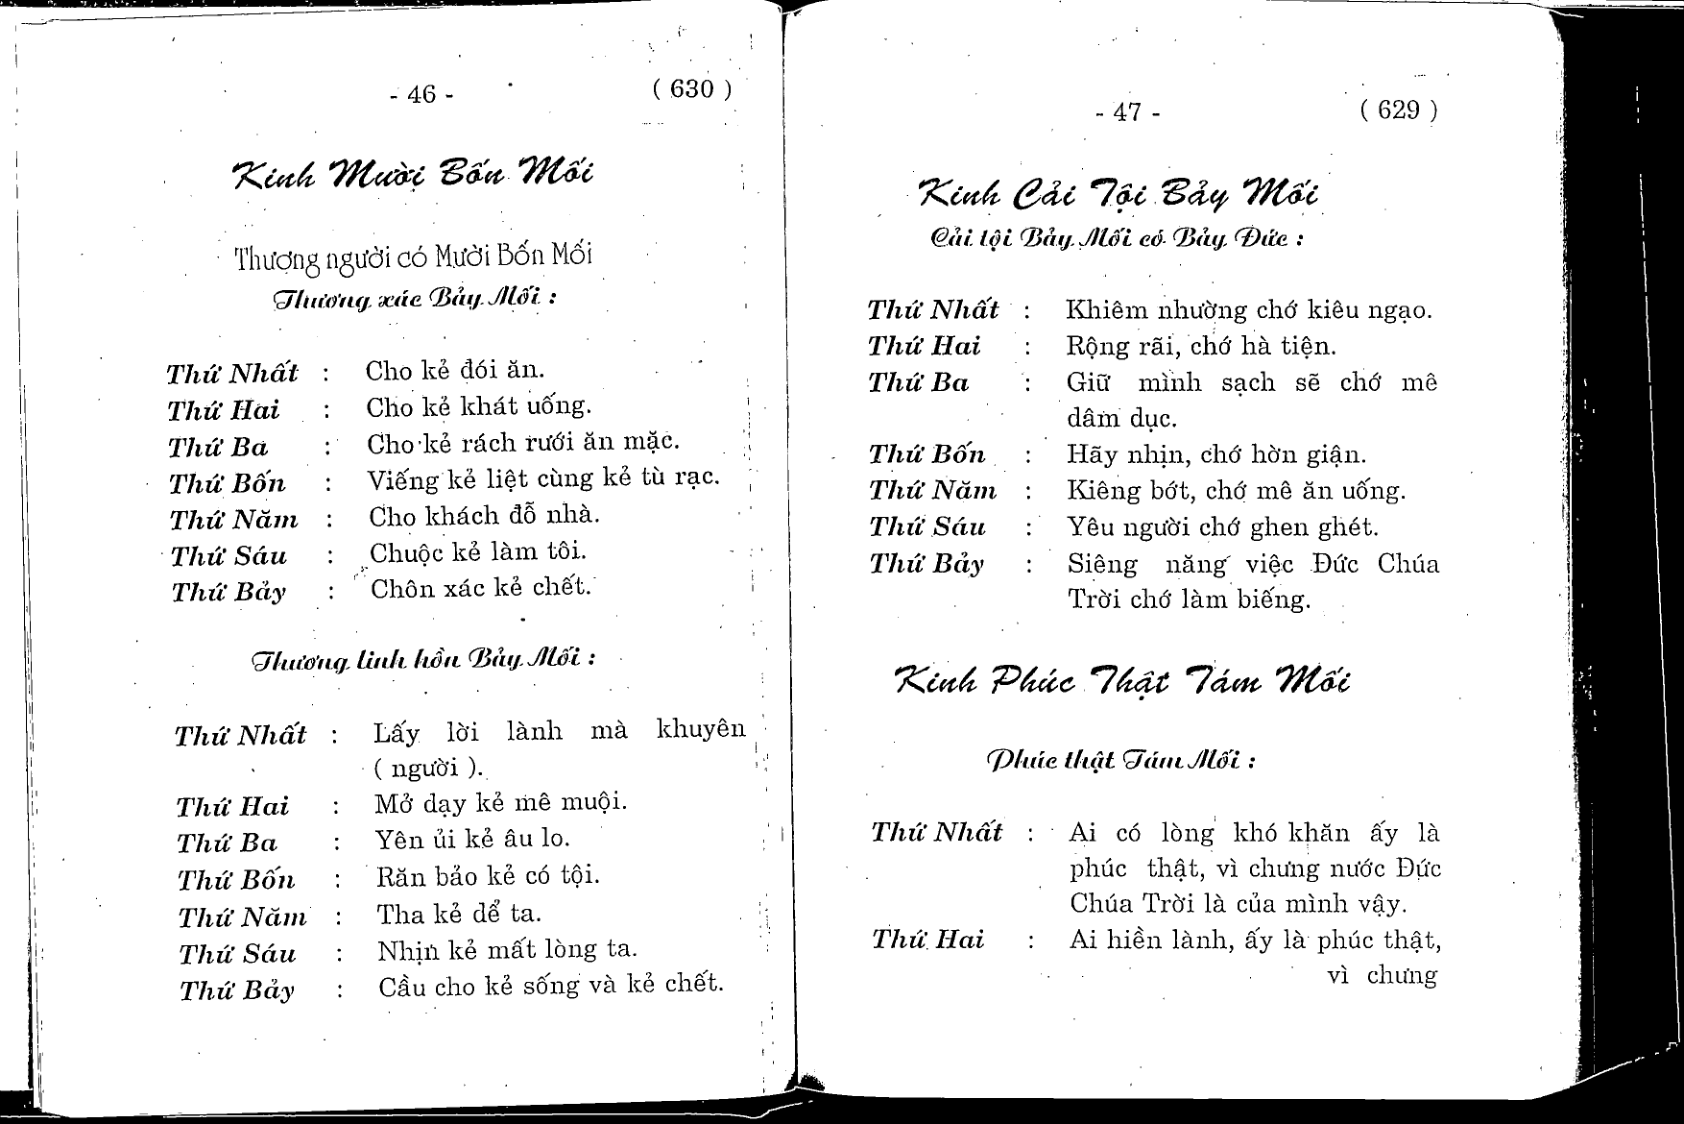 - 46 - ( 630 )
Kinh Mười Bốn Mối
Thương người có Mười Bốn Mối
Thương xác Bảy Mối :
Thứ Nhất : Cho kẻ đói ăn.
Thứ Hai : Cho kẻ khát uống.
Thứ Ba : Cho kẻ rách rưới ăn mặc.
Thứ Bốn : Viếng kẻ liệt cùng kẻ tù rạc.
Thứ Năm : Cho khách đỗ nhà.
Thứ Sáu : Chuộc kẻ làm tôi.
Thứ Bảy : Chôn xác kẻ chết.
Thương linh hồn Bảy Mối :
Thứ Nhất : Lấy lời lành mà khuyên
( người ).
Thứ Hai : Mở dạy kẻ mê muội.
Thứ Ba : Yên ủi kẻ âu lo.
Thứ Bốn : Răn bảo kẻ có tội.
Thứ Năm : Tha kẻ dể ta.
Thứ Sáu : Nhịn kẻ mất lòng ta.
Thứ Bảy : Cầu cho kẻ sống và kẻ chết.
- 47 - ( 629 )
Kinh Cải Tội Bảy Mối
Cải tội Bảy Mối có Bảy Đức :
Thứ Nhất : Khiêm nhường chớ kiêu ngạo.
Thứ Hai : Rộng rãi, chớ hà tiện.
Thứ Ba : Giữ mình sạch sẽ chớ mê
dâm dục.
Thứ Bốn : Hãy nhịn, chớ hờn giận.
Thứ Năm : Kiêng bớt, chớ mê ăn uống.
Thứ Sáu : Yêu người chớ ghen ghét.
Thứ Bảy : Siêng năng việc Đức Chúa
Trời chớ làm biếng.
Kinh Phúc Thật Tám Mối
Phúc thật Tám Mối :
Thứ Nhất : Ai có lòng khó khăn ấy là
phúc thật, vì chưng nước Đức
Chúa Trời là của mình vậy.
Thứ Hai : Ai hiền lành, ấy là phúc thật,
vì chưng